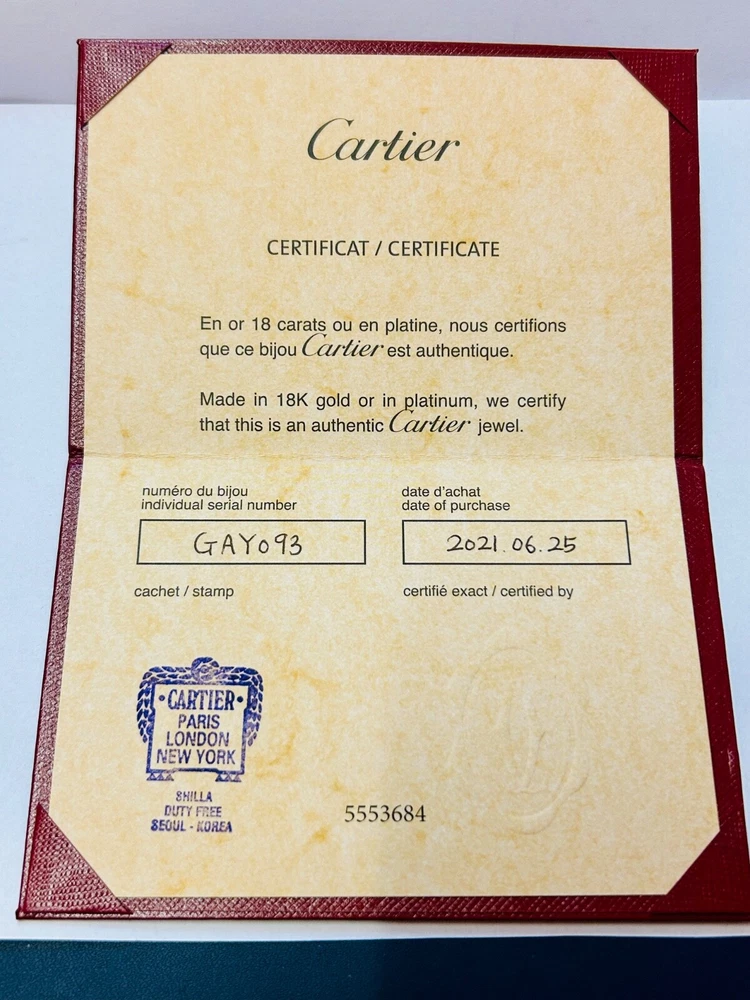 Cartier
CERTIFICAT / CERTIFICATE
En or 18 carats ou en platine, nous certifions
que ce bijou Cartier est authentique.
Made in 18K gold or in platinum, we certify
that this is an authentic Cartier jewel.
numéro du bijou
individual serial number
GAY093
date d'achat
date of purchase
2021.06.25
cachet / stamp
certifié exact / certified by
CARTIER
PARIS
LONDON
NEW YORK
SHILLA
DUTY FREE
SEOUL - KOREA
5553684